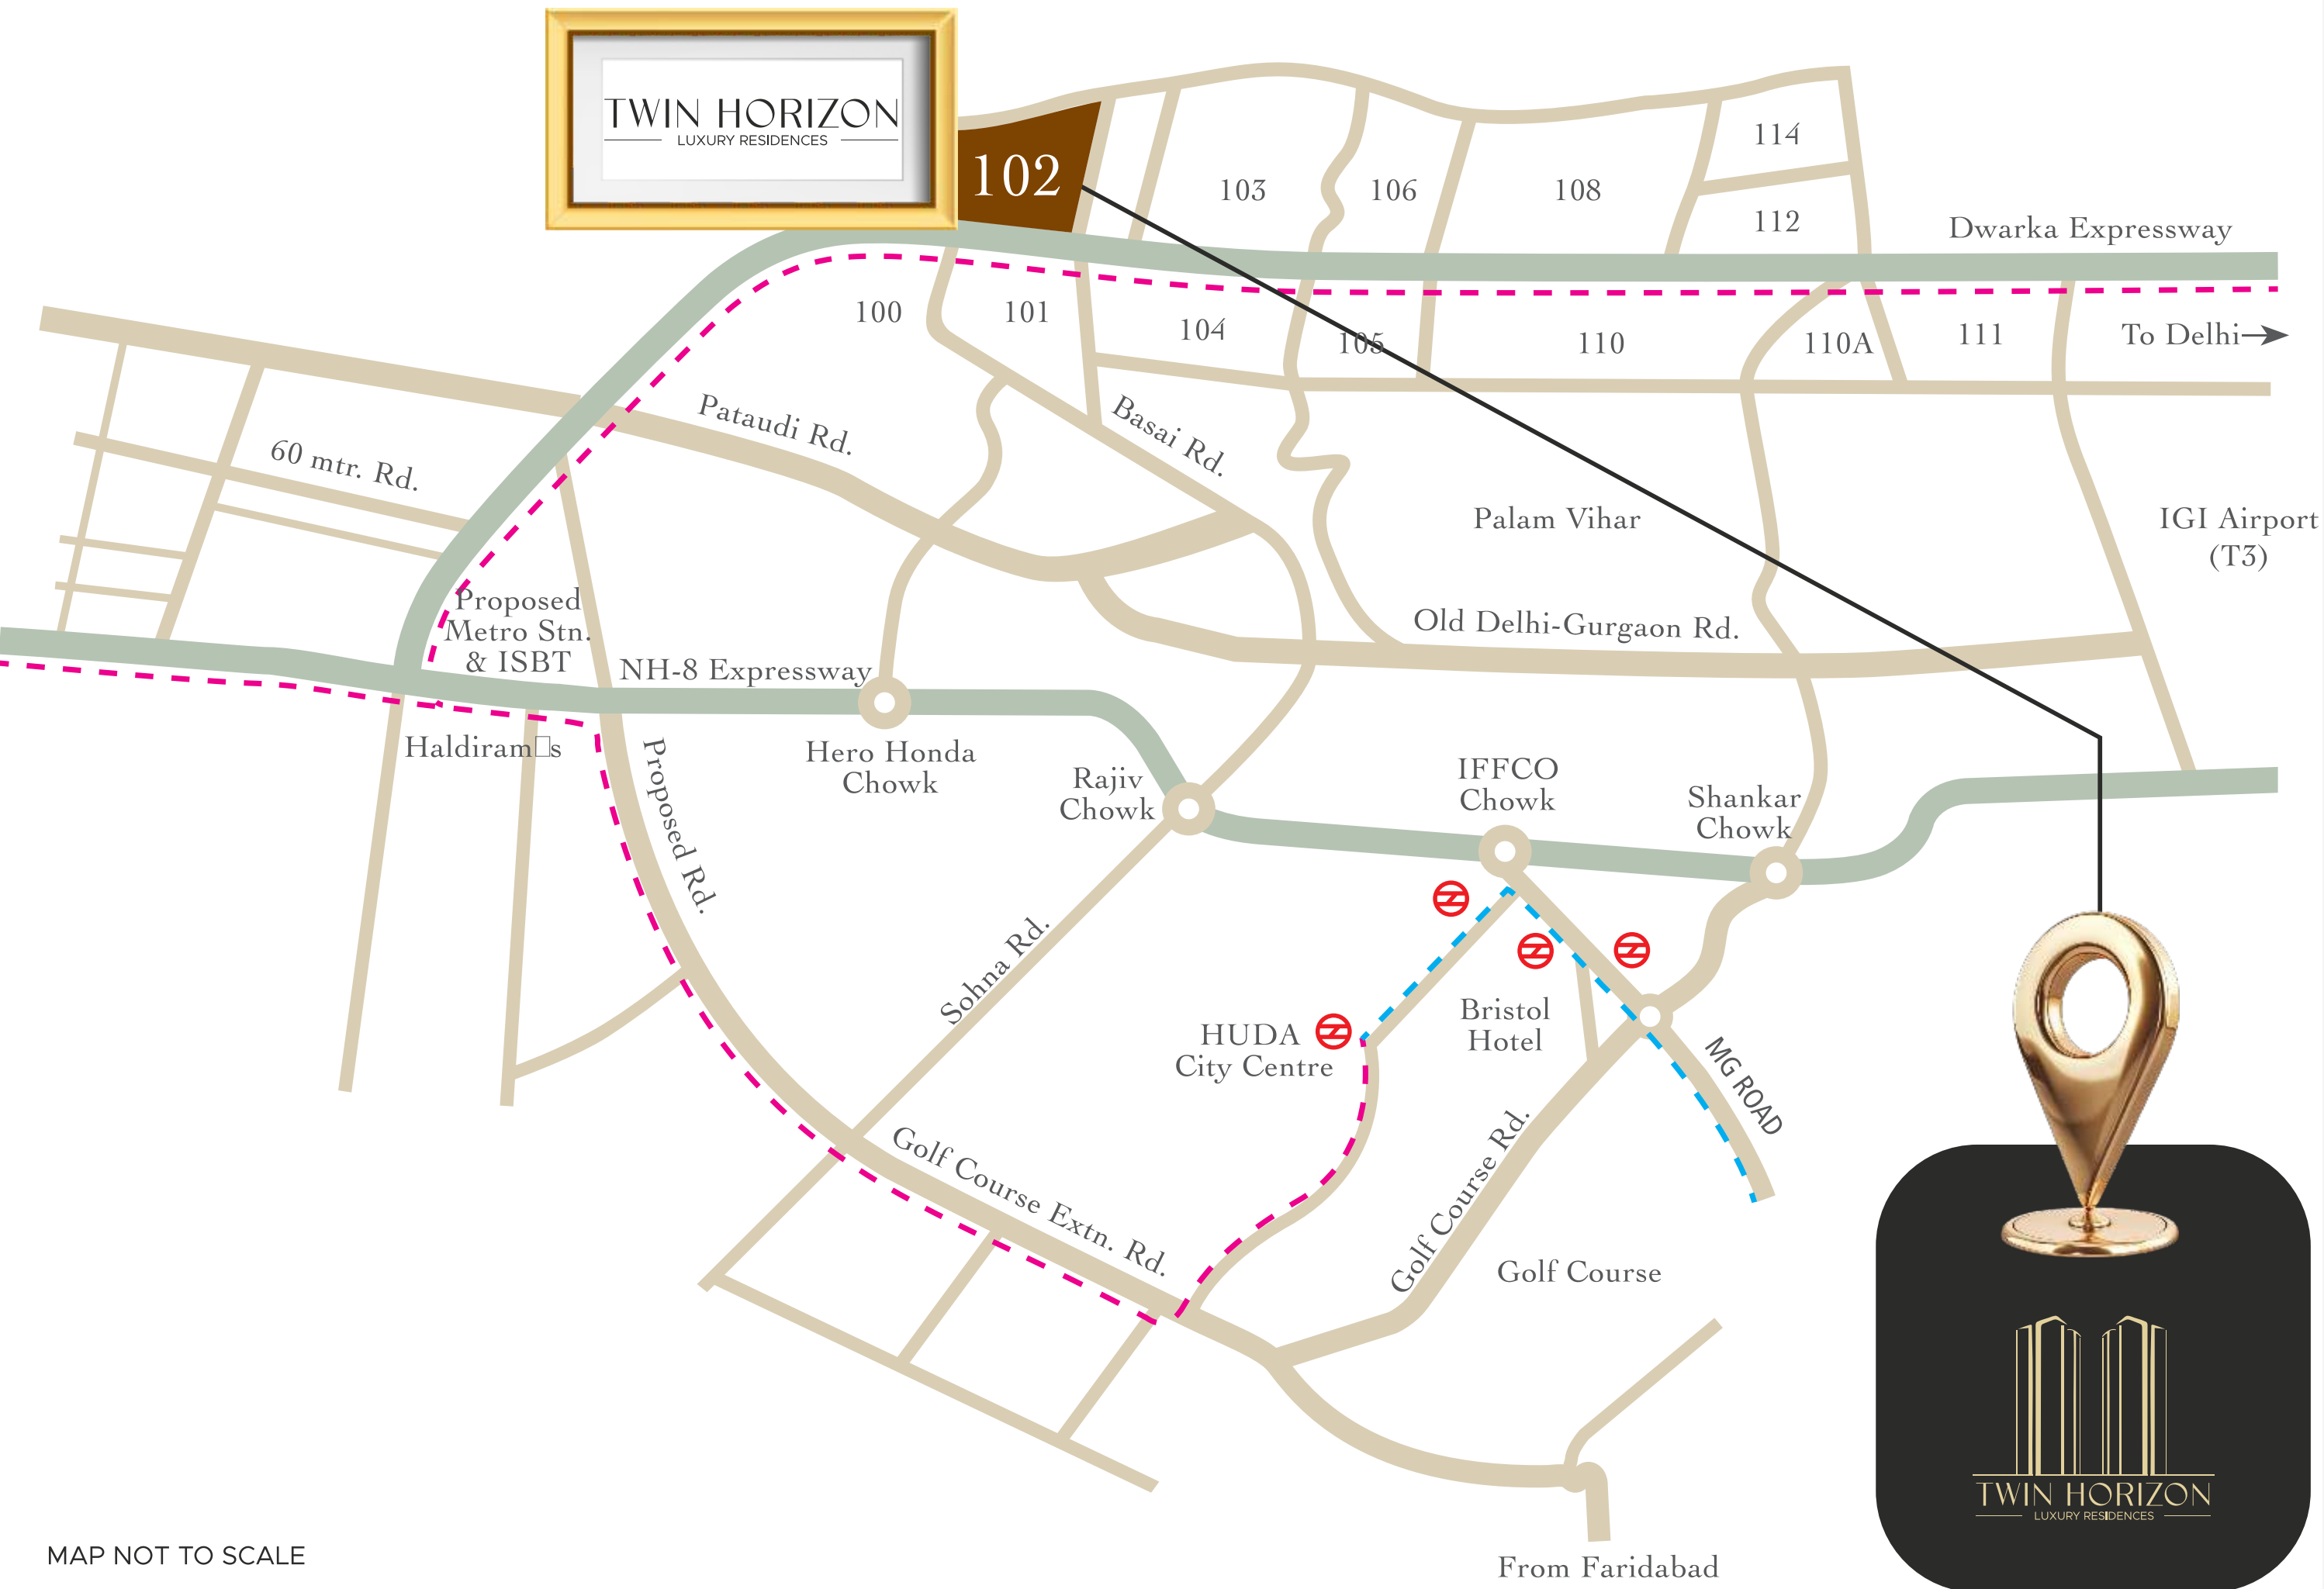 TWIN HORIZON
LUXURY RESIDENCES
102
103
106
108
114
112
Dwarka Expressway
100
101
104
105
110
110A
111
To Delhi
Pataudi Rd.
Basai Rd.
60 mtr. Rd.
Palam Vihar
IGI Airport
(T3)
Proposed
Metro Stn.
& ISBT
Old Delhi-Gurgaon Rd.
NH-8 Expressway
Haldiram□s
Hero Honda
Chowk
Proposed Rd.
Rajiv
Chowk
IFFCO
Chowk
Shankar
Chowk
Sohna Rd.
HUDA
City Centre
Bristol
Hotel
MG ROAD
Golf Course Extn. Rd.
Golf Course Rd.
Golf Course
TWIN HORIZON
LUXURY RESIDENCES
MAP NOT TO SCALE
From Faridabad